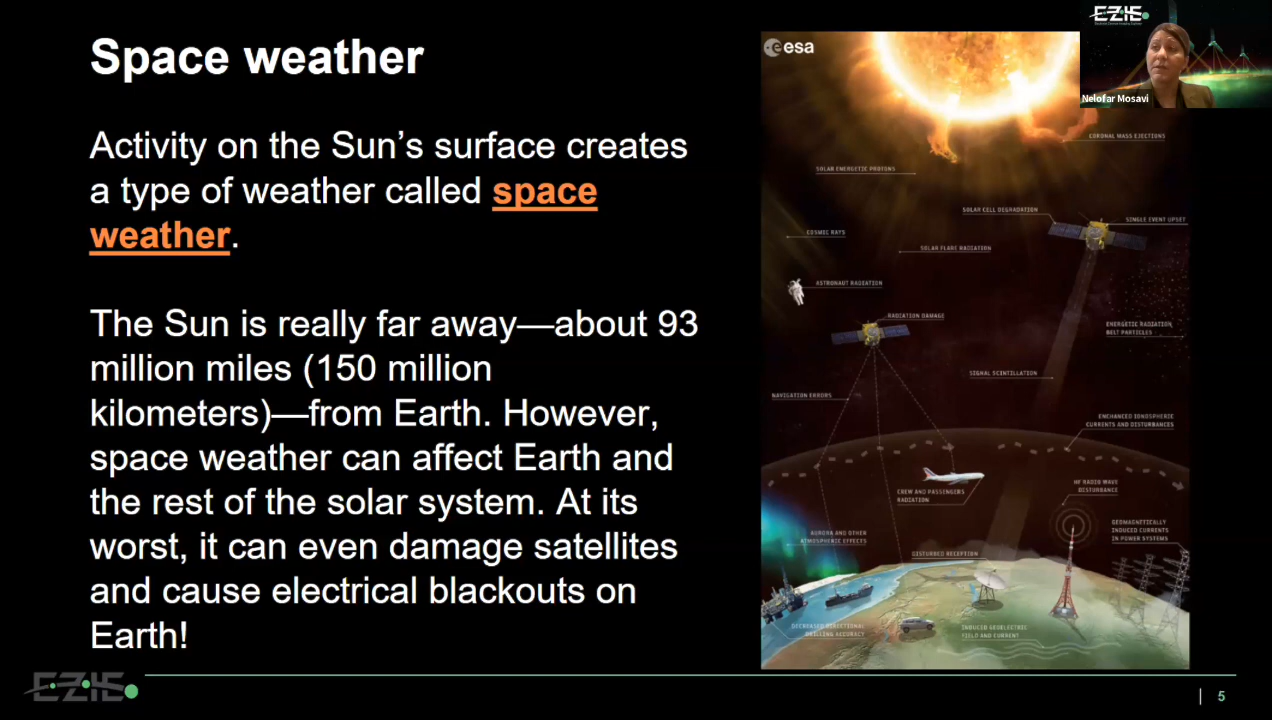 Space weather
Activity on the Sun’s surface creates
a type of weather called space
weather.
The Sun is really far away—about 93
million miles (150 million
kilometers)—from Earth. However,
space weather can affect Earth and
the rest of the solar system. At its
worst, it can even damage satellites
and cause electrical blackouts on
Earth!
esa
CORONAL MASS EJECTIONS
SOLAR ENERGETIC PROTONS
SOLAR CELL DEGRADATION
SINGLE EVENT UPSET
COSMIC RAYS
SOLAR FLARE RADIATION
ASTRONAUT RADIATION
RADIATION DAMAGE
ENERGETIC RADIATION
BELT PARTICLES
SIGNAL SCINTILLATION
NAVIGATION ERRORS
ENHANCED IONOSPHERIC
CURRENTS AND DISTURBANCES
HF RADIO WAVE
DISTURBANCE
CREW AND PASSENGERS
RADIATION
GEOMAGNETICALLY
INDUCED CURRENTS
IN POWER SYSTEMS
AURORA AND OTHER
ATMOSPHERIC EFFECTS
DISTURBED RECEPTION
DECREASED DIRECTIONAL
DRILLING ACCURACY
INDUCED GEOELECTRIC
FIELD AND CURRENT
EZIE
Nelofar Mosavi
EZIE
5